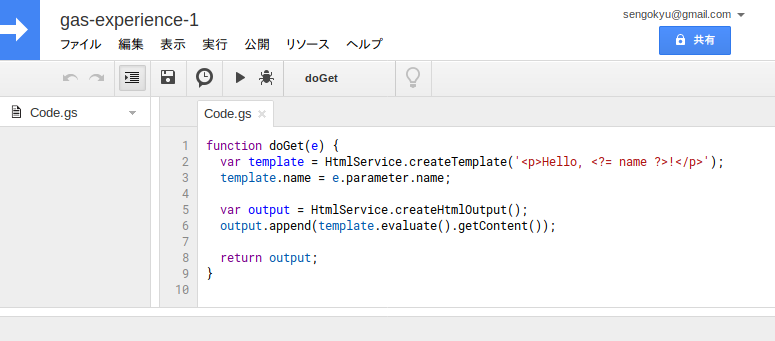 gas-experience-1
sengokyu@gmail.com
ファイル 編集 表示 実行 公開 リソース ヘルプ
共有
doGet
Code.gs
Code.gs
1 function doGet(e) {
2 var template = HtmlService.createTemplate('<p>Hello, <?= name ?>!</p>');
3 template.name = e.parameter.name;
4
5 var output = HtmlService.createHtmlOutput();
6 output.append(template.evaluate().getContent());
7
8 return output;
9 }
10